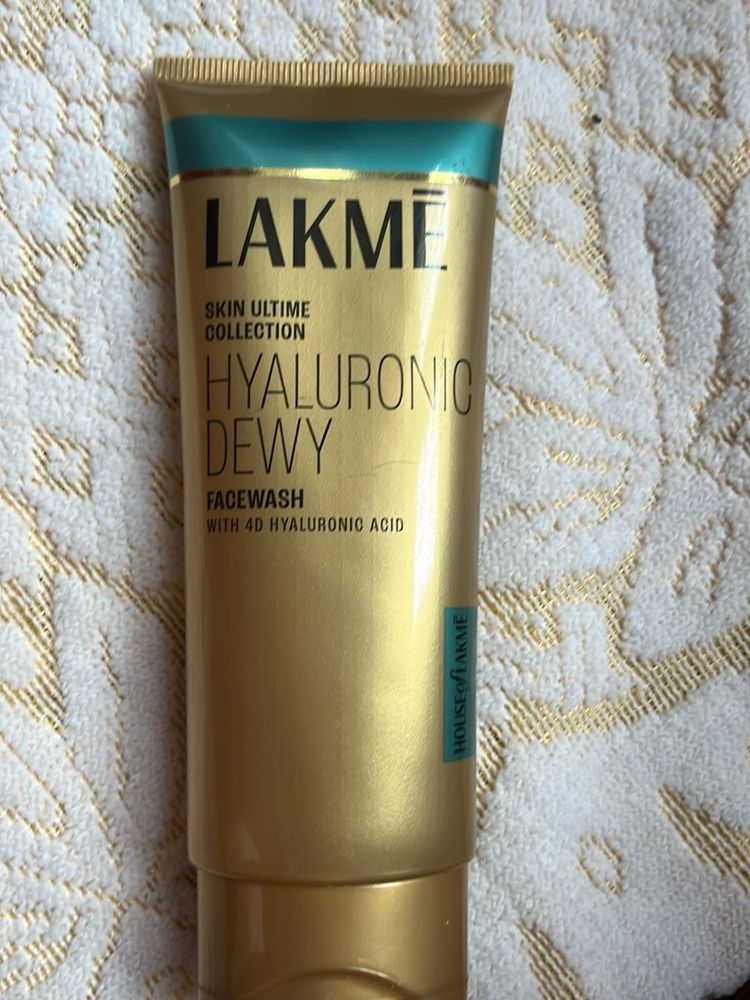 LAKMĒ
SKIN ULTIME
COLLECTION
HYALURONIC
DEWY
FACEWASH
WITH 4D HYALURONIC ACID
HOUSE of LAKMĒ